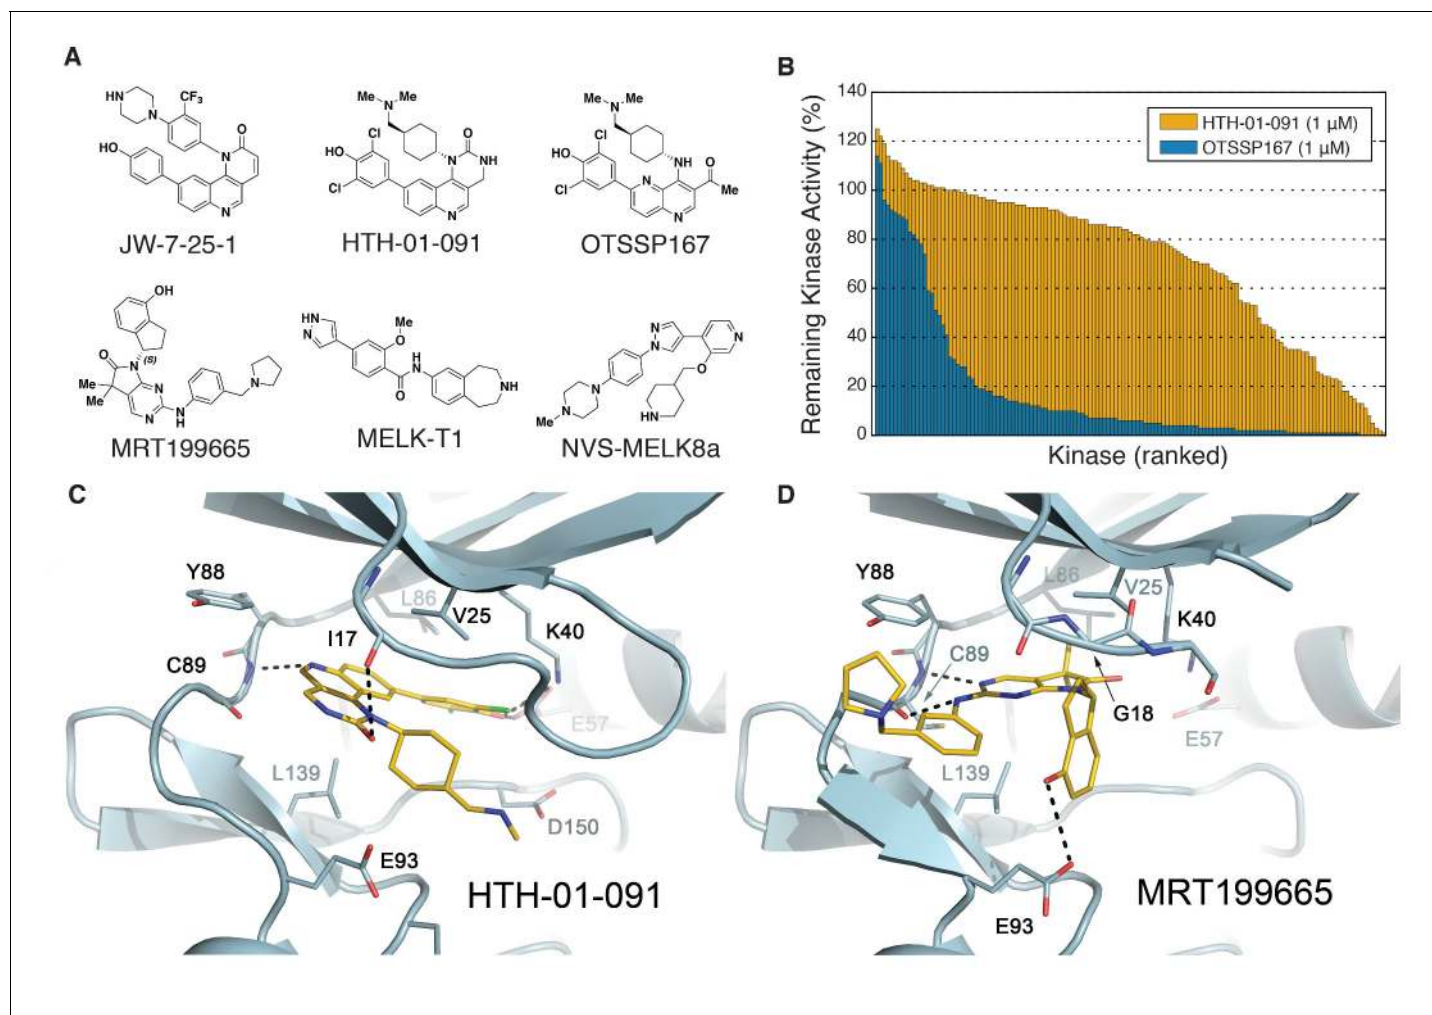 A
HN
N
CF3
O
HO
N
N
JW-7-25-1
Me
Me
N
Cl
HO
Cl
O
N
NH
N
HTH-01-091
Me
Me
N
Cl
HO
Cl
NH
O
N
Me
N
OTSSP167
OH
(S)
O
N
Me
Me
N
N
N
H
N
MRT199665
HN
N
O
Me
H
N
O
NH
MELK-T1
N
N
N
O
N
N
Me
HN
NVS-MELK8a
B
Remaining Kinase Activity (%)
140
120
100
80
60
40
20
0
HTH-01-091 (1 µM)
OTSSP167 (1 µM)
Kinase (ranked)
C
Y88
L86
V25
I17
K40
C89
E57
L139
D150
E93
HTH-01-091
D
Y88
L86
V25
K40
C89
G18
E57
L139
E93
MRT199665